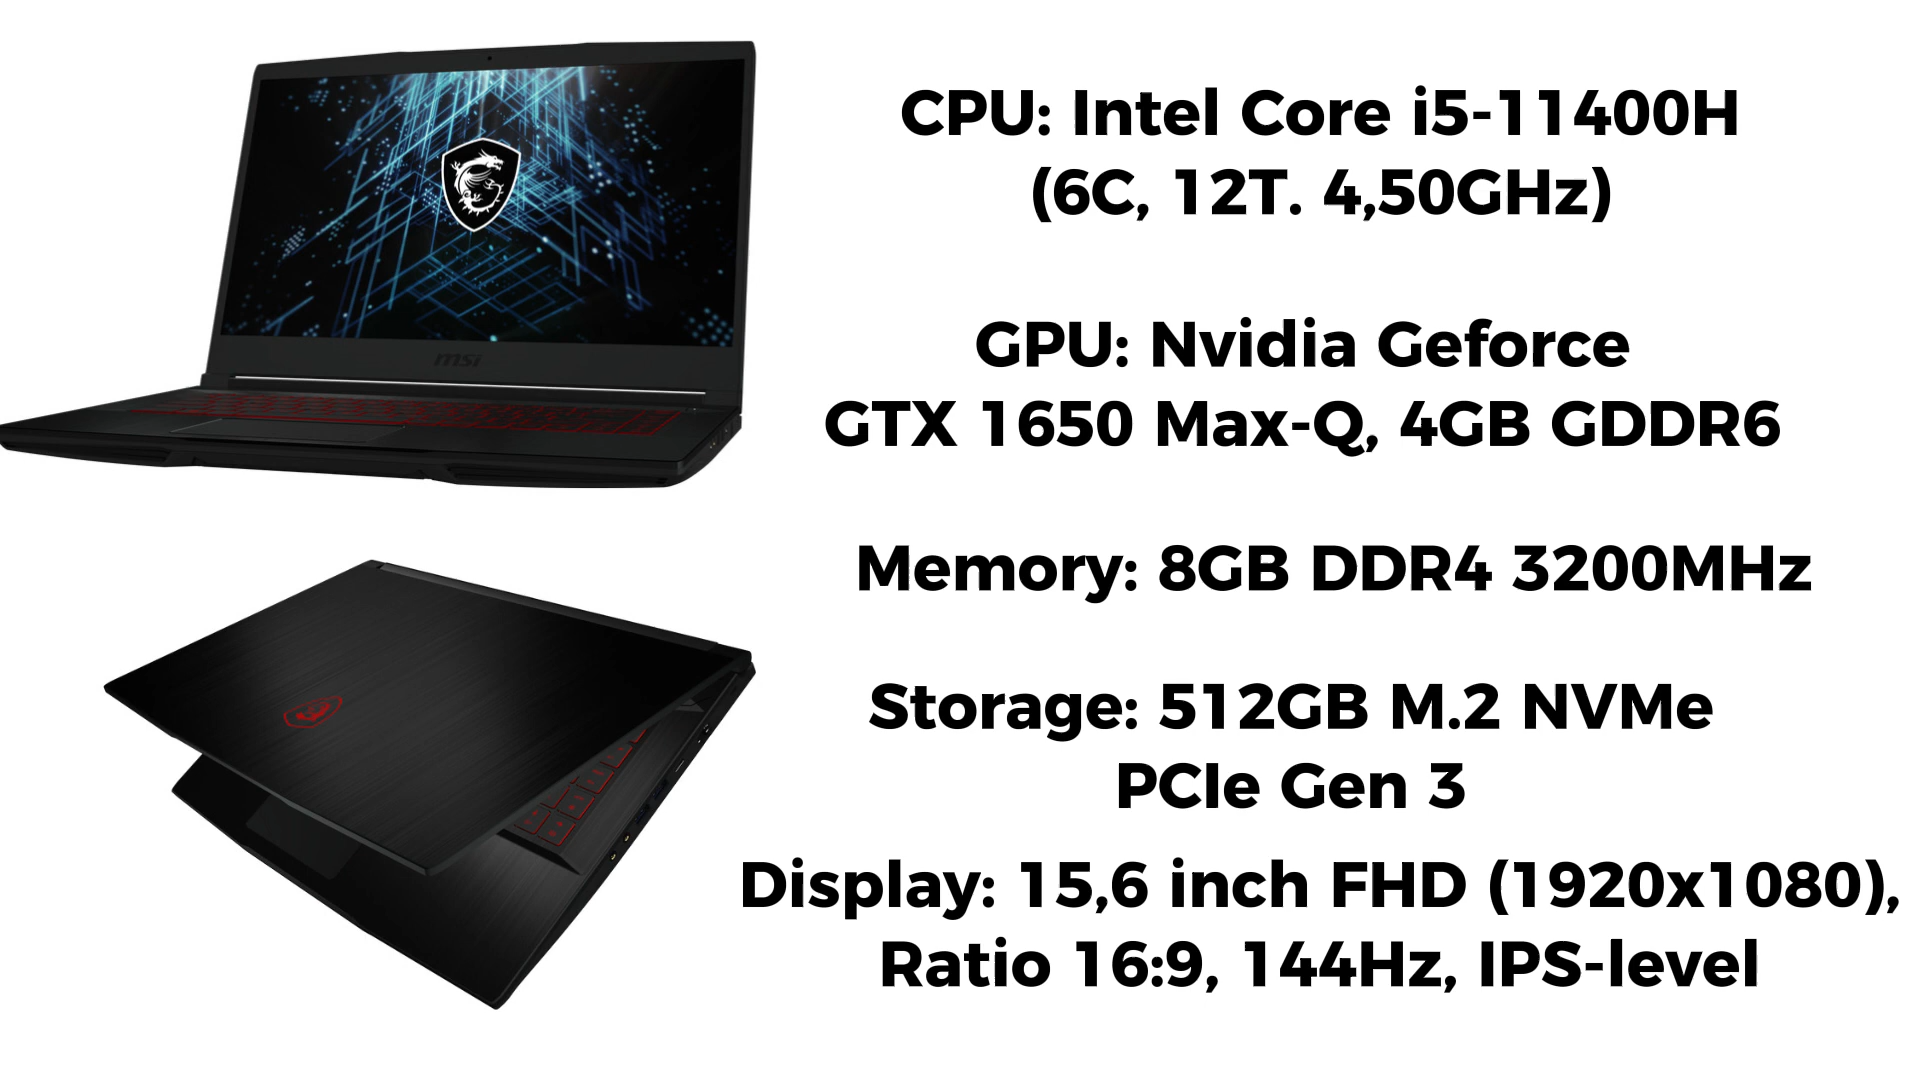 msi
CPU: Intel Core i5-11400H
(6C, 12T. 4,50GHz)
GPU: Nvidia Geforce
GTX 1650 Max-Q, 4GB GDDR6
Memory: 8GB DDR4 3200MHz
Storage: 512GB M.2 NVMe
PCIe Gen 3
Display: 15,6 inch FHD (1920x1080),
Ratio 16:9, 144Hz, IPS-level